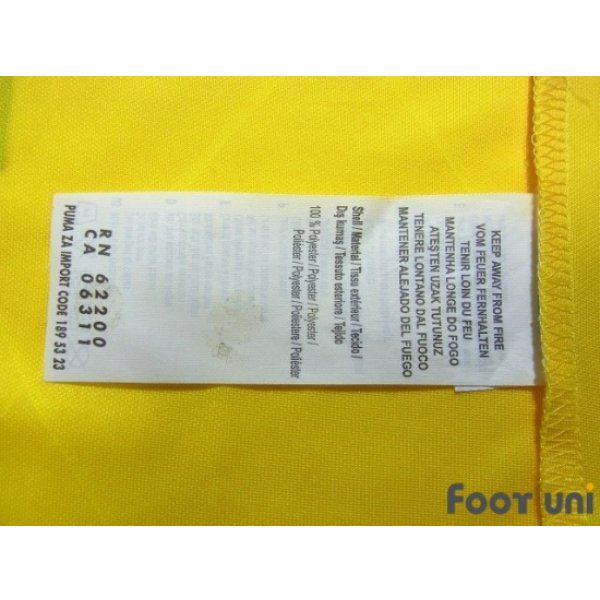 KEEP AWAY FROM FIRE
VOM FEUER FERNHALTEN
TENIR LOIN DU FEU
MANTENHA LONGE DO FOGO
ATEŞTEN UZAK TUTUNUZ
TENERE LONTANO DAL FUOCO
MANTENER ALEJADO DEL FUEGO
Shell / Material / Tissu extérieur / Tecido /
Dış kumaş / Tessuto esteriore / Tejido
100 % Polyester / Polyester / Polyester /
Poliéster / Polyester / Poliestere / Poliéster
RN 62200
CA 06311
PUMA ZA IMPORT CODE 189 53 23
FOOT UNI